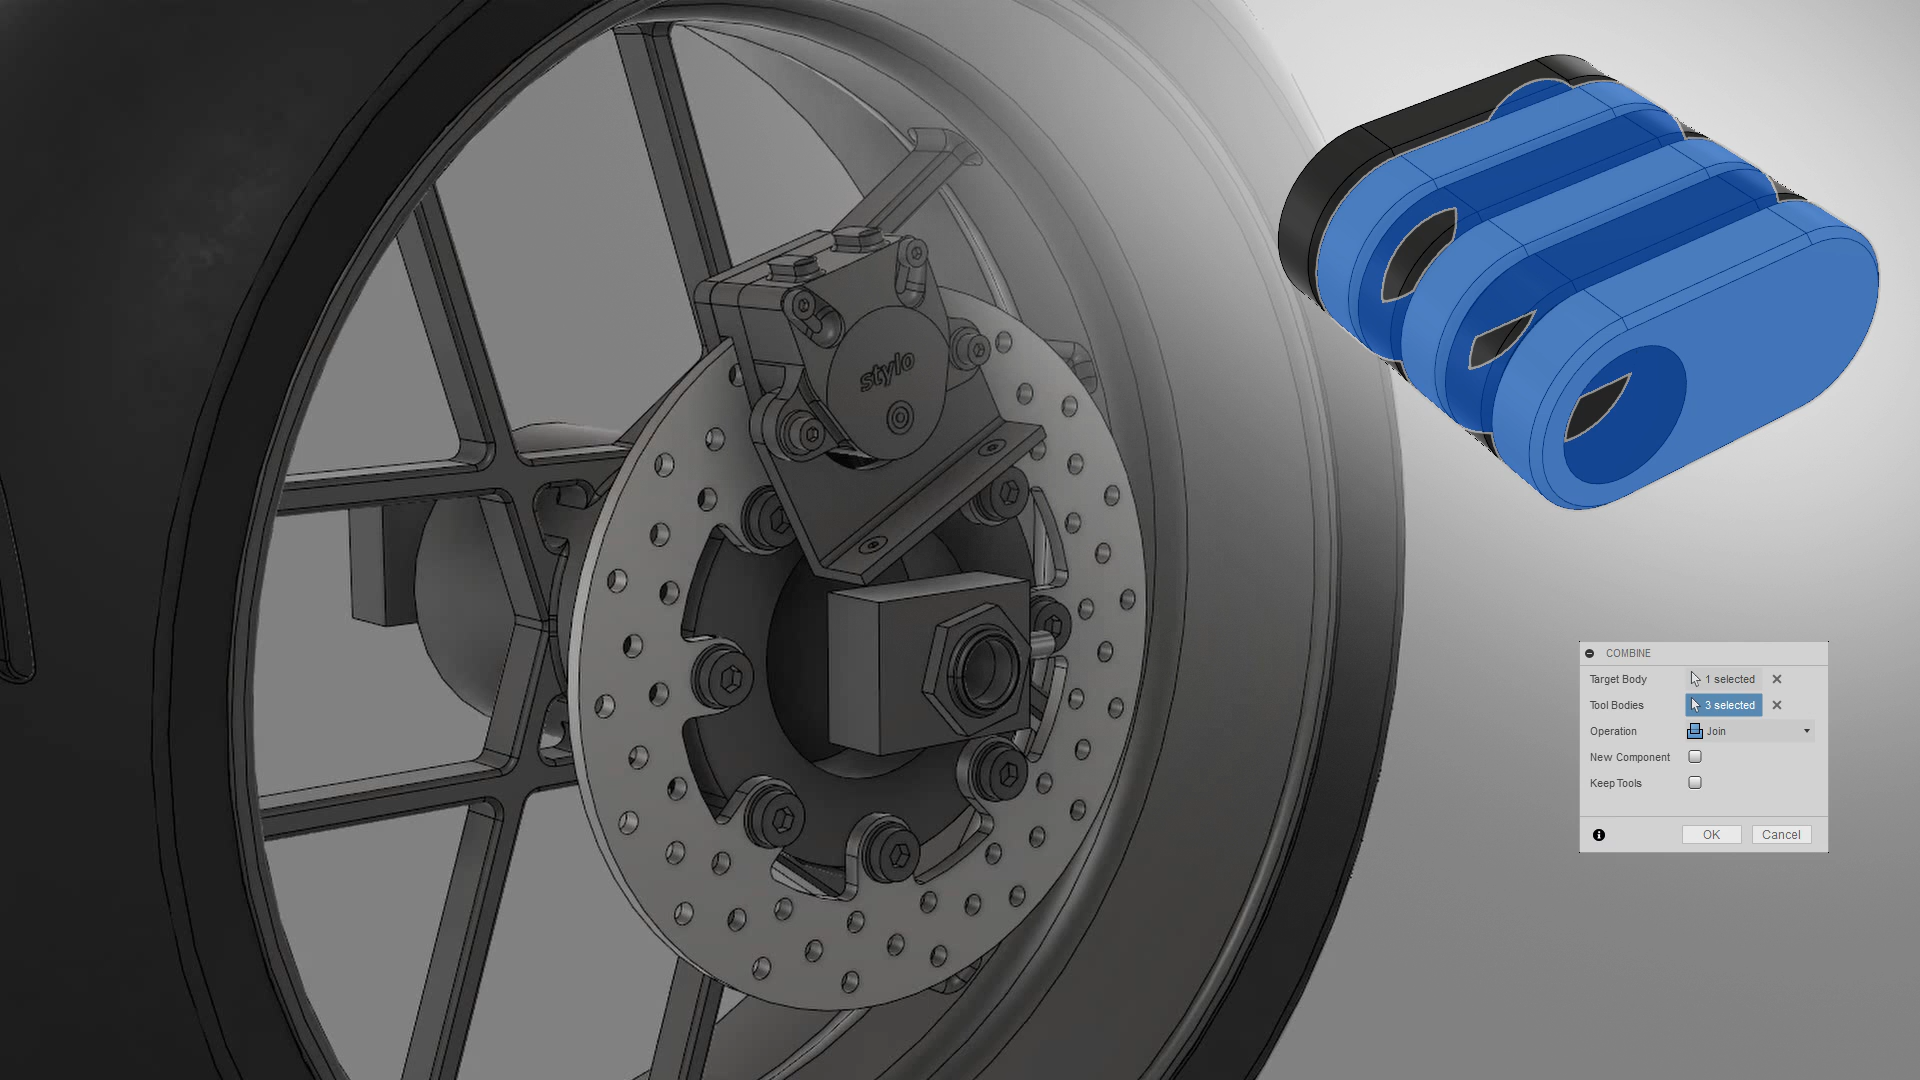 stylo
COMBINE
Target Body 1 selected
Tool Bodies 3 selected
Operation Join
New Component
Keep Tools
OK Cancel